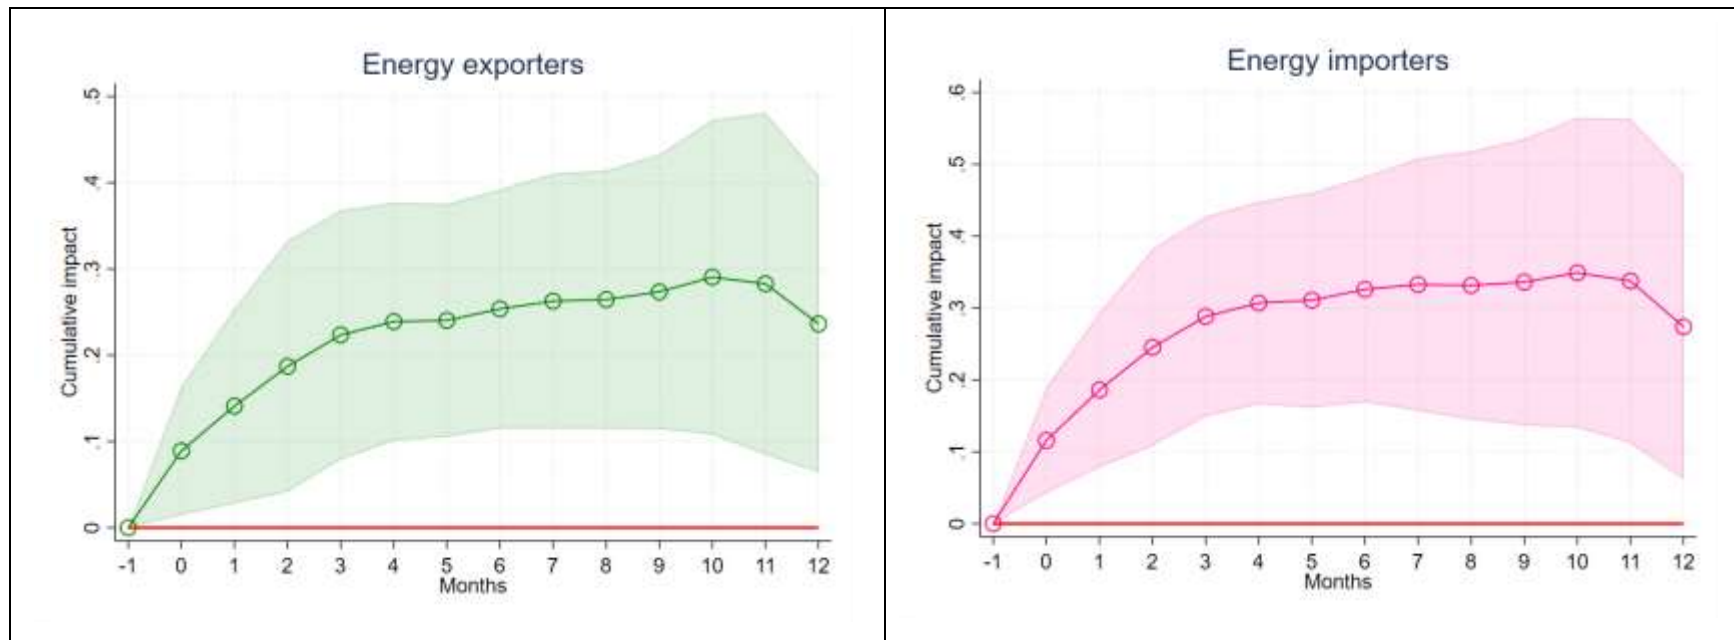 Energy exporters
.5
.4
.3
.2
.1
0
Cumulative impact
-1 0 1 2 3 4 5 6 7 8 9 10 11 12
Months
Energy importers
.6
.5
.4
.3
.2
.1
0
Cumulative impact
-1 0 1 2 3 4 5 6 7 8 9 10 11 12
Months